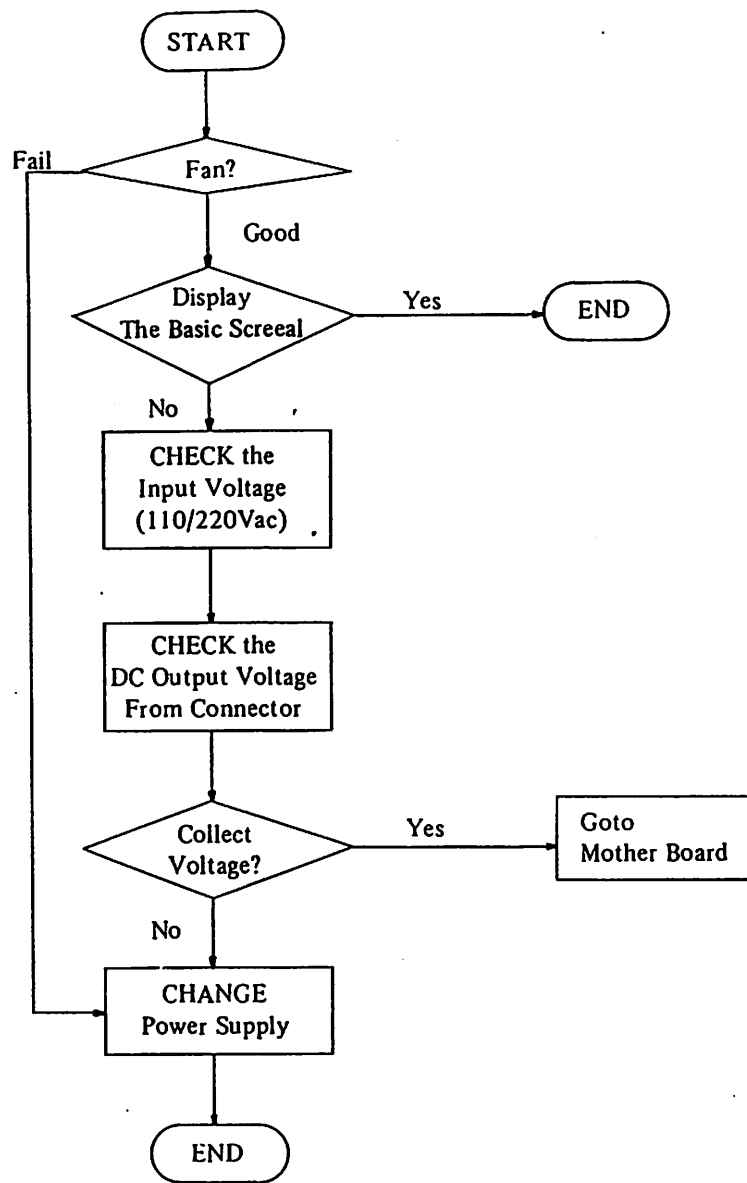 START
Fail
Fan?
Good
Display
The Basic Screeal
Yes
END
No
CHECK the
Input Voltage
(110/220Vac)
CHECK the
DC Output Voltage
From Connector
Collect
Voltage?
Yes
Goto
Mother Board
No
CHANGE
Power Supply
END